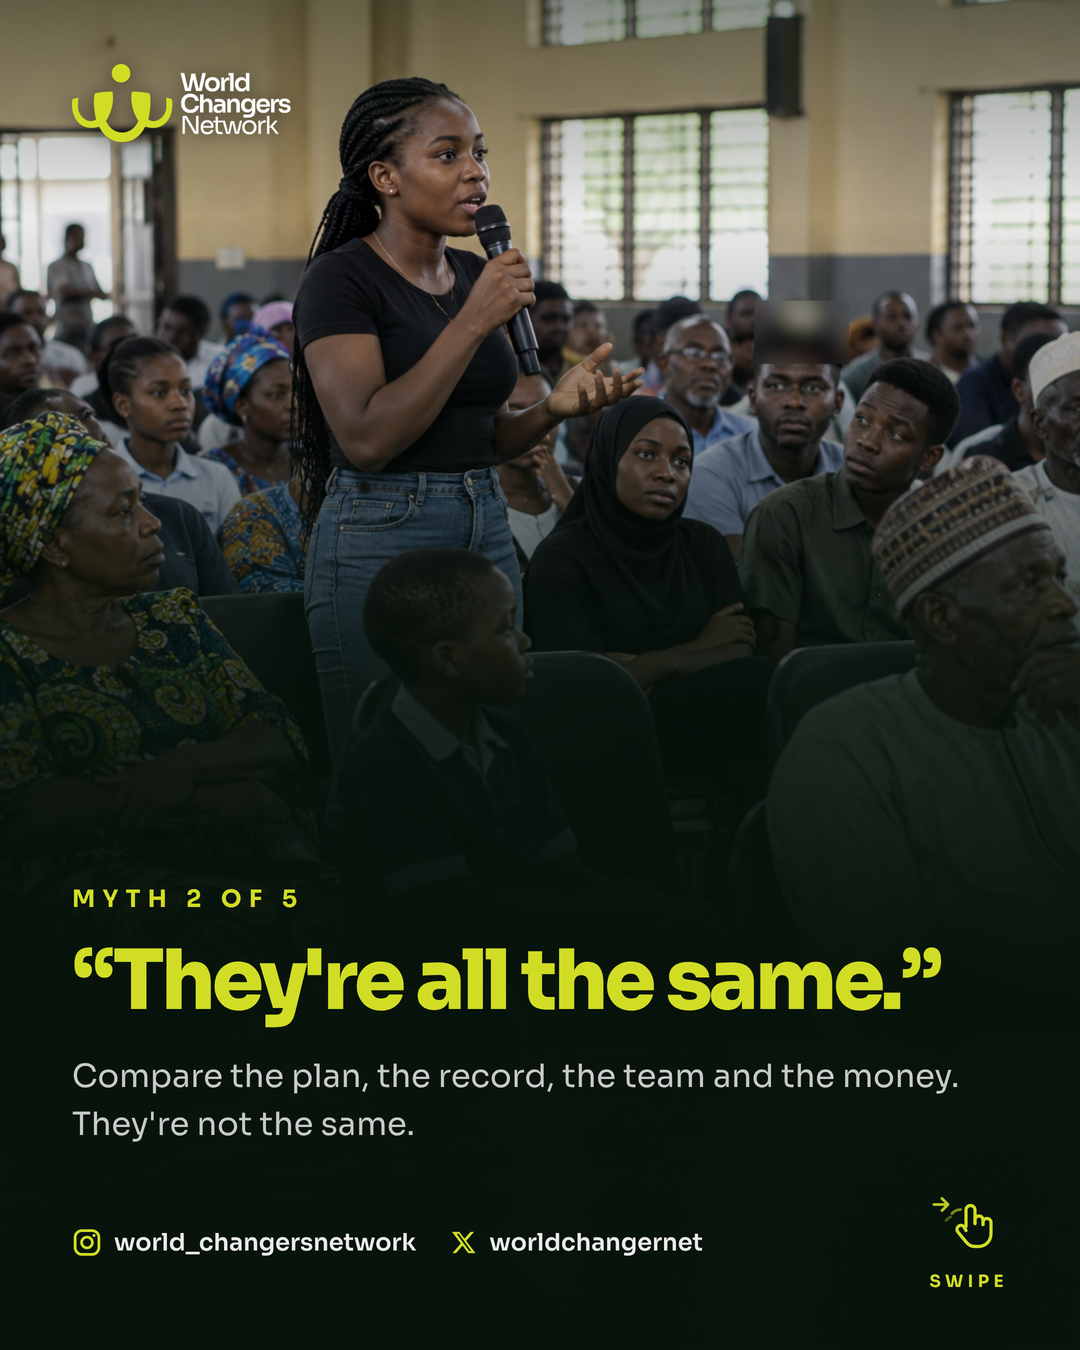 World
Changers
Network
MYTH 2 OF 5
“They're all the same.”
Compare the plan, the record, the team and the money.
They're not the same.
world_changersnetwork
worldchangernet
SWIPE